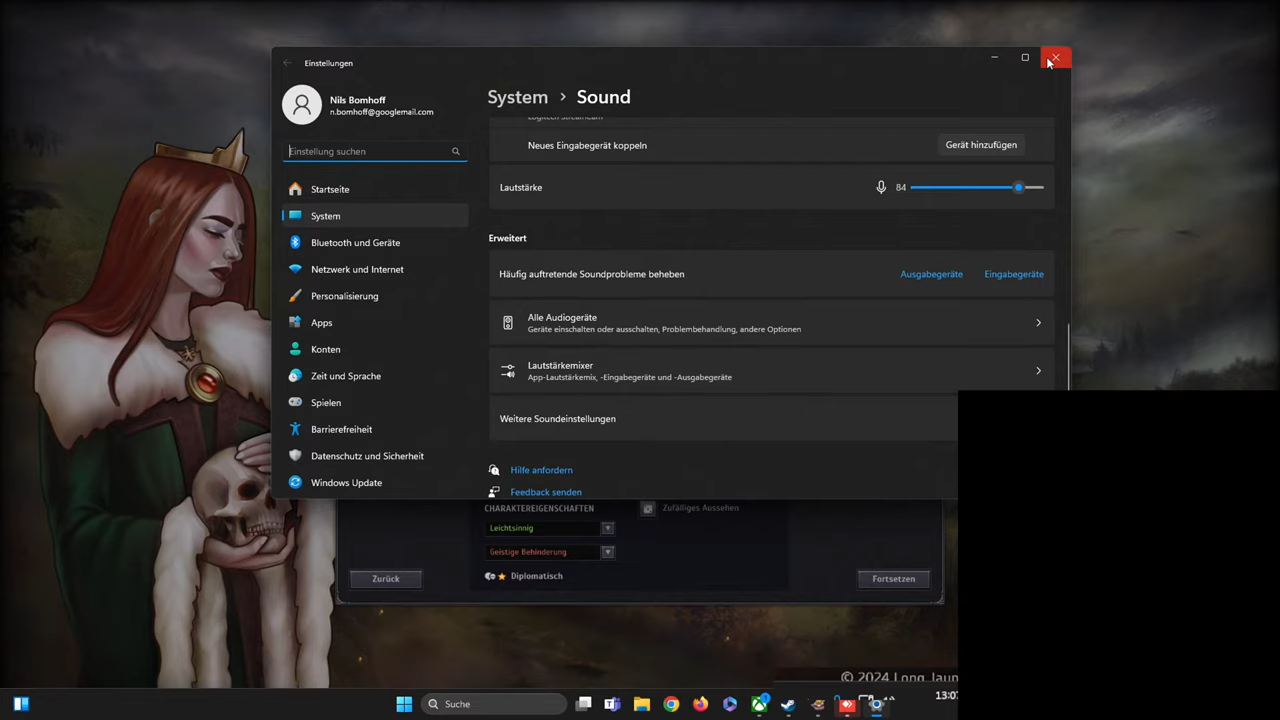 Einstellungen
Nils Bomhoff
n.bomhoff@googlemail.com
Einstellung suchen
Startseite
System
Bluetooth und Geräte
Netzwerk und Internet
Personalisierung
Apps
Konten
Zeit und Sprache
Spielen
Barrierefreiheit
Datenschutz und Sicherheit
Windows Update
System > Sound
Logitech StreamCam
Neues Eingabegerät koppeln
Gerät hinzufügen
Lautstärke
84
Erweitert
Häufig auftretende Soundprobleme beheben
Ausgabegeräte
Eingabegeräte
Alle Audiogeräte
Geräte einschalten oder ausschalten, Problembehandlung, andere Optionen
Lautstärkemixer
App-Lautstärkemix, -Eingabegeräte und -Ausgabegeräte
Weitere Soundeinstellungen
Hilfe anfordern
Feedback senden
CHARAKTEREIGENSCHAFTEN
Zufälliges Aussehen
Leichtsinnig
Geistige Behinderung
Diplomatisch
Zurück
Fortsetzen
© 2024 Long
Suche
13:07